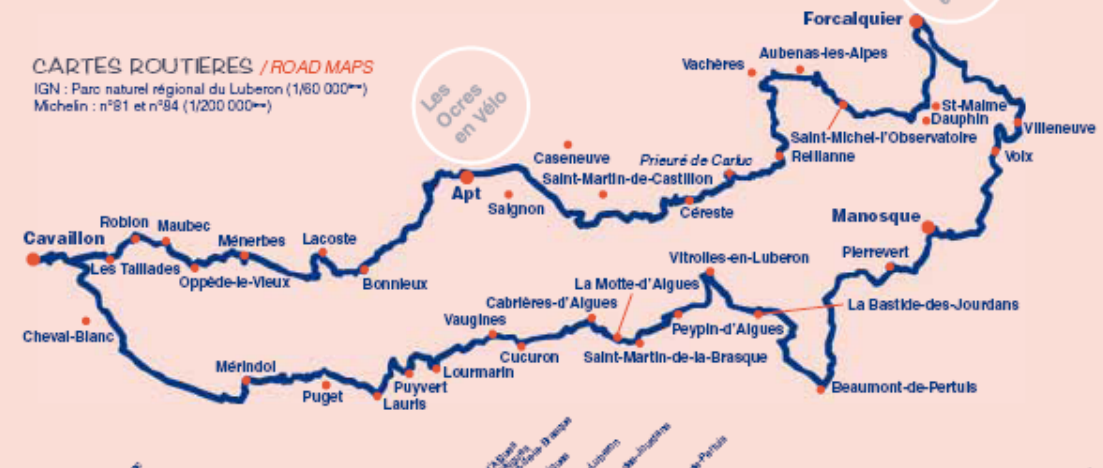 Forcalquier
CARTES ROUTIERES / ROAD MAPS
IGN : Parc naturel régional du Luberon (1/60 000ème)
Michelin : n°81 et n°84 (1/200 000ème)
Les
Ocres
en Vélo
Aubenas-les-Alpes
Vachères
St-Maime
Dauphin
Villeneuve
Saint-Michel-l'Observatoire
Volx
Reillanne
Caseneuve
Prieuré de Carluc
Saint-Martin-de-Castillon
Apt
Saignon
Céreste
Manosque
Robion
Maubec
Ménerbes
Lacoste
Cavaillon
Les Taillades
Oppède-le-Vieux
Bonnieux
Pierrevert
Vitrolles-en-Luberon
La Motte-d'Aigues
Cabrières-d'Aigues
La Bastide-des-Jourdans
Vaugines
Peypin-d'Aigues
Cheval-Blanc
Cucuron
Saint-Martin-de-la-Brasque
Mérindol
Lourmarin
Puyvert
Puget
Lauris
Beaumont-de-Pertuis